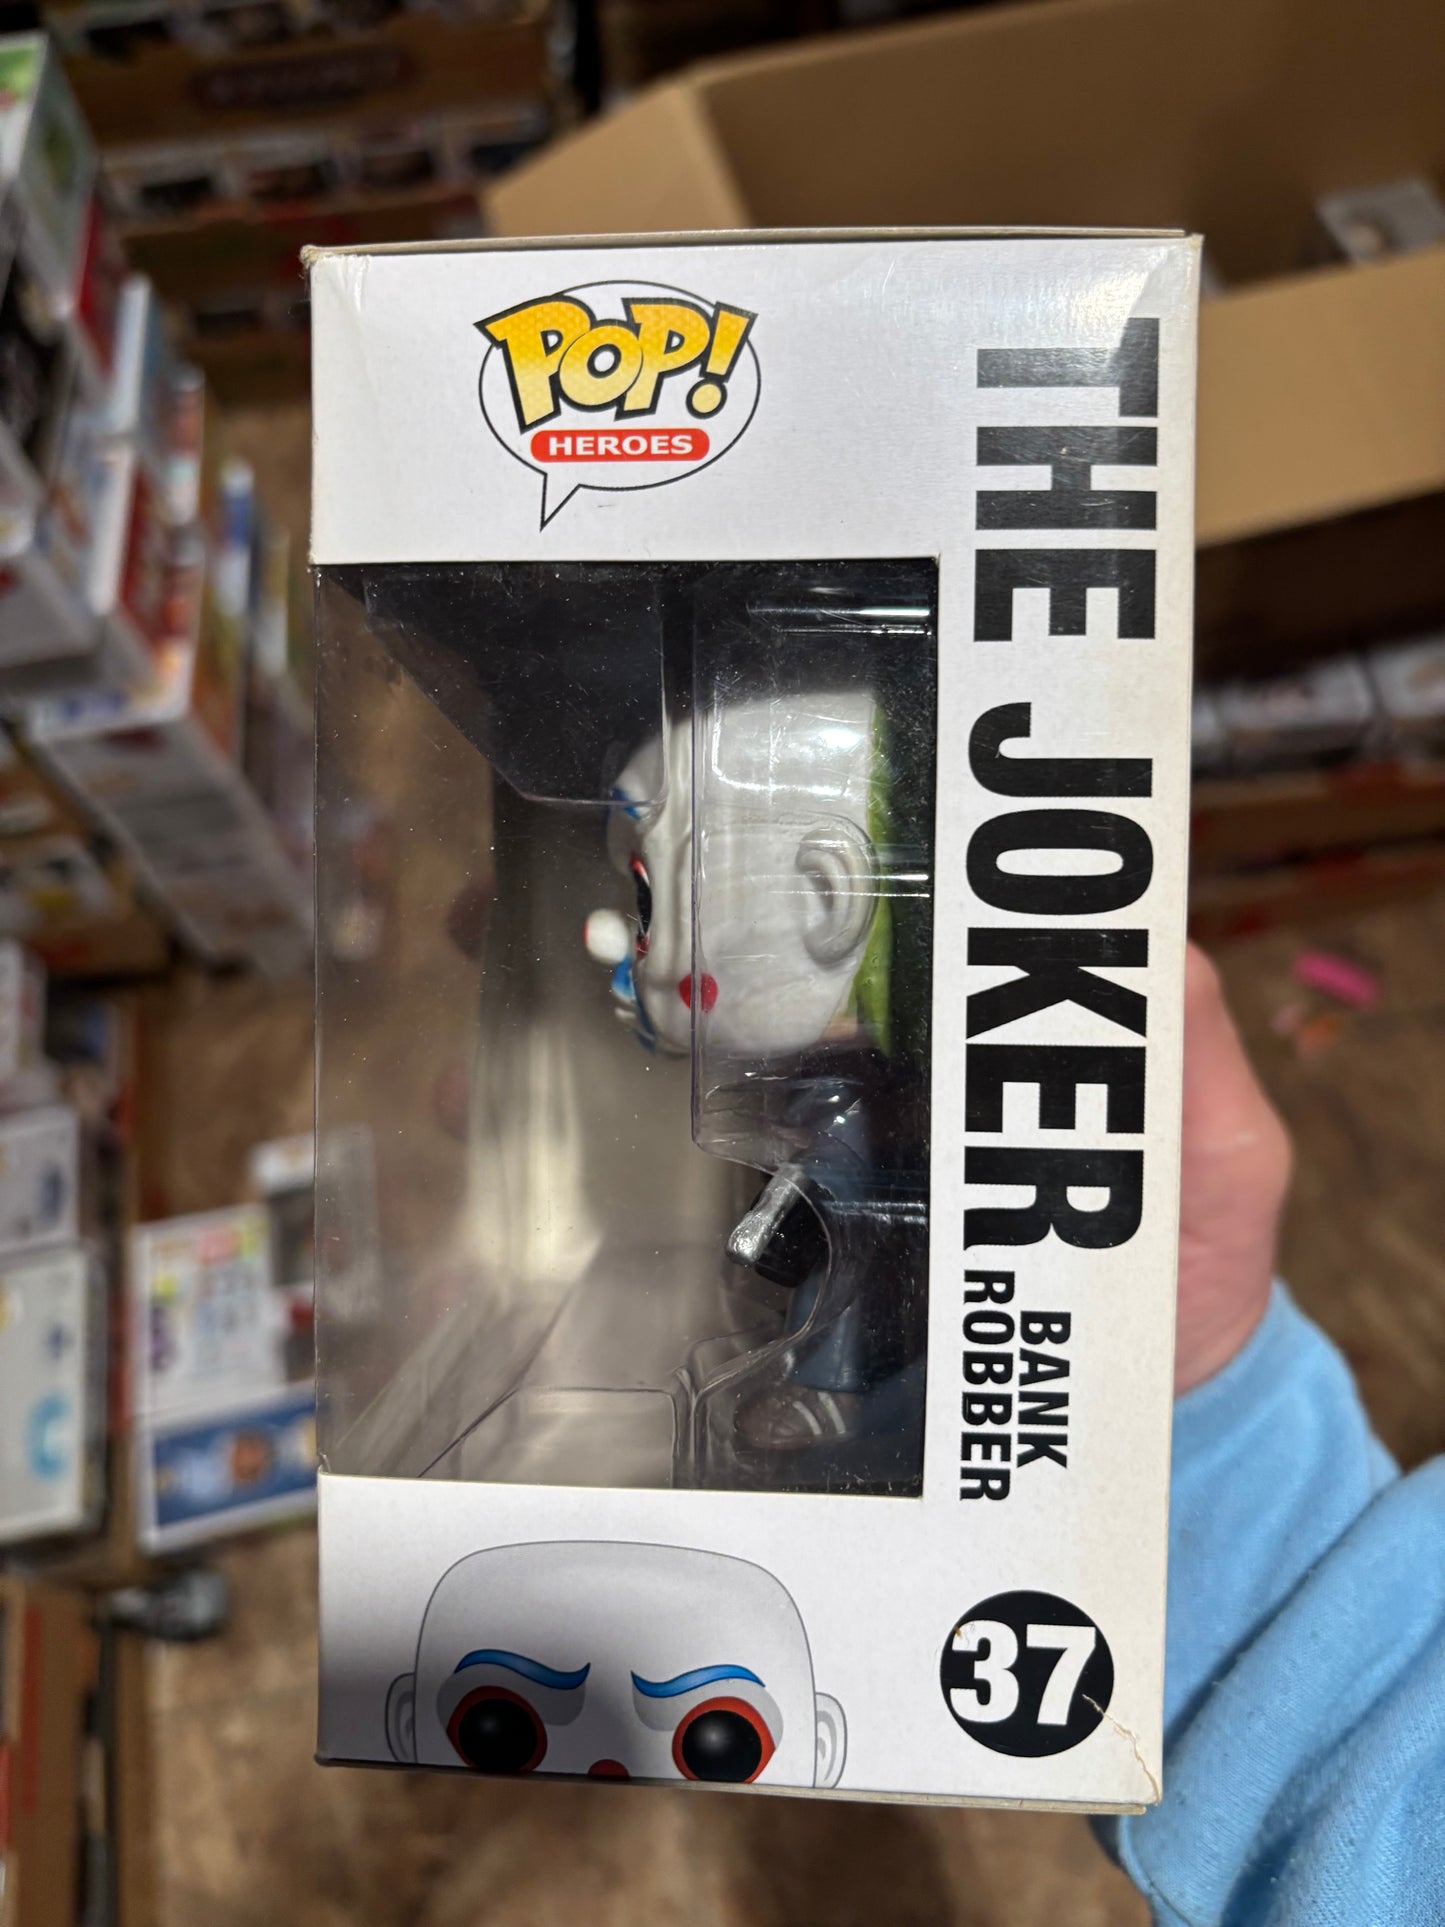 POP!
HEROES
THE JOKER
BANK
ROBBER
37